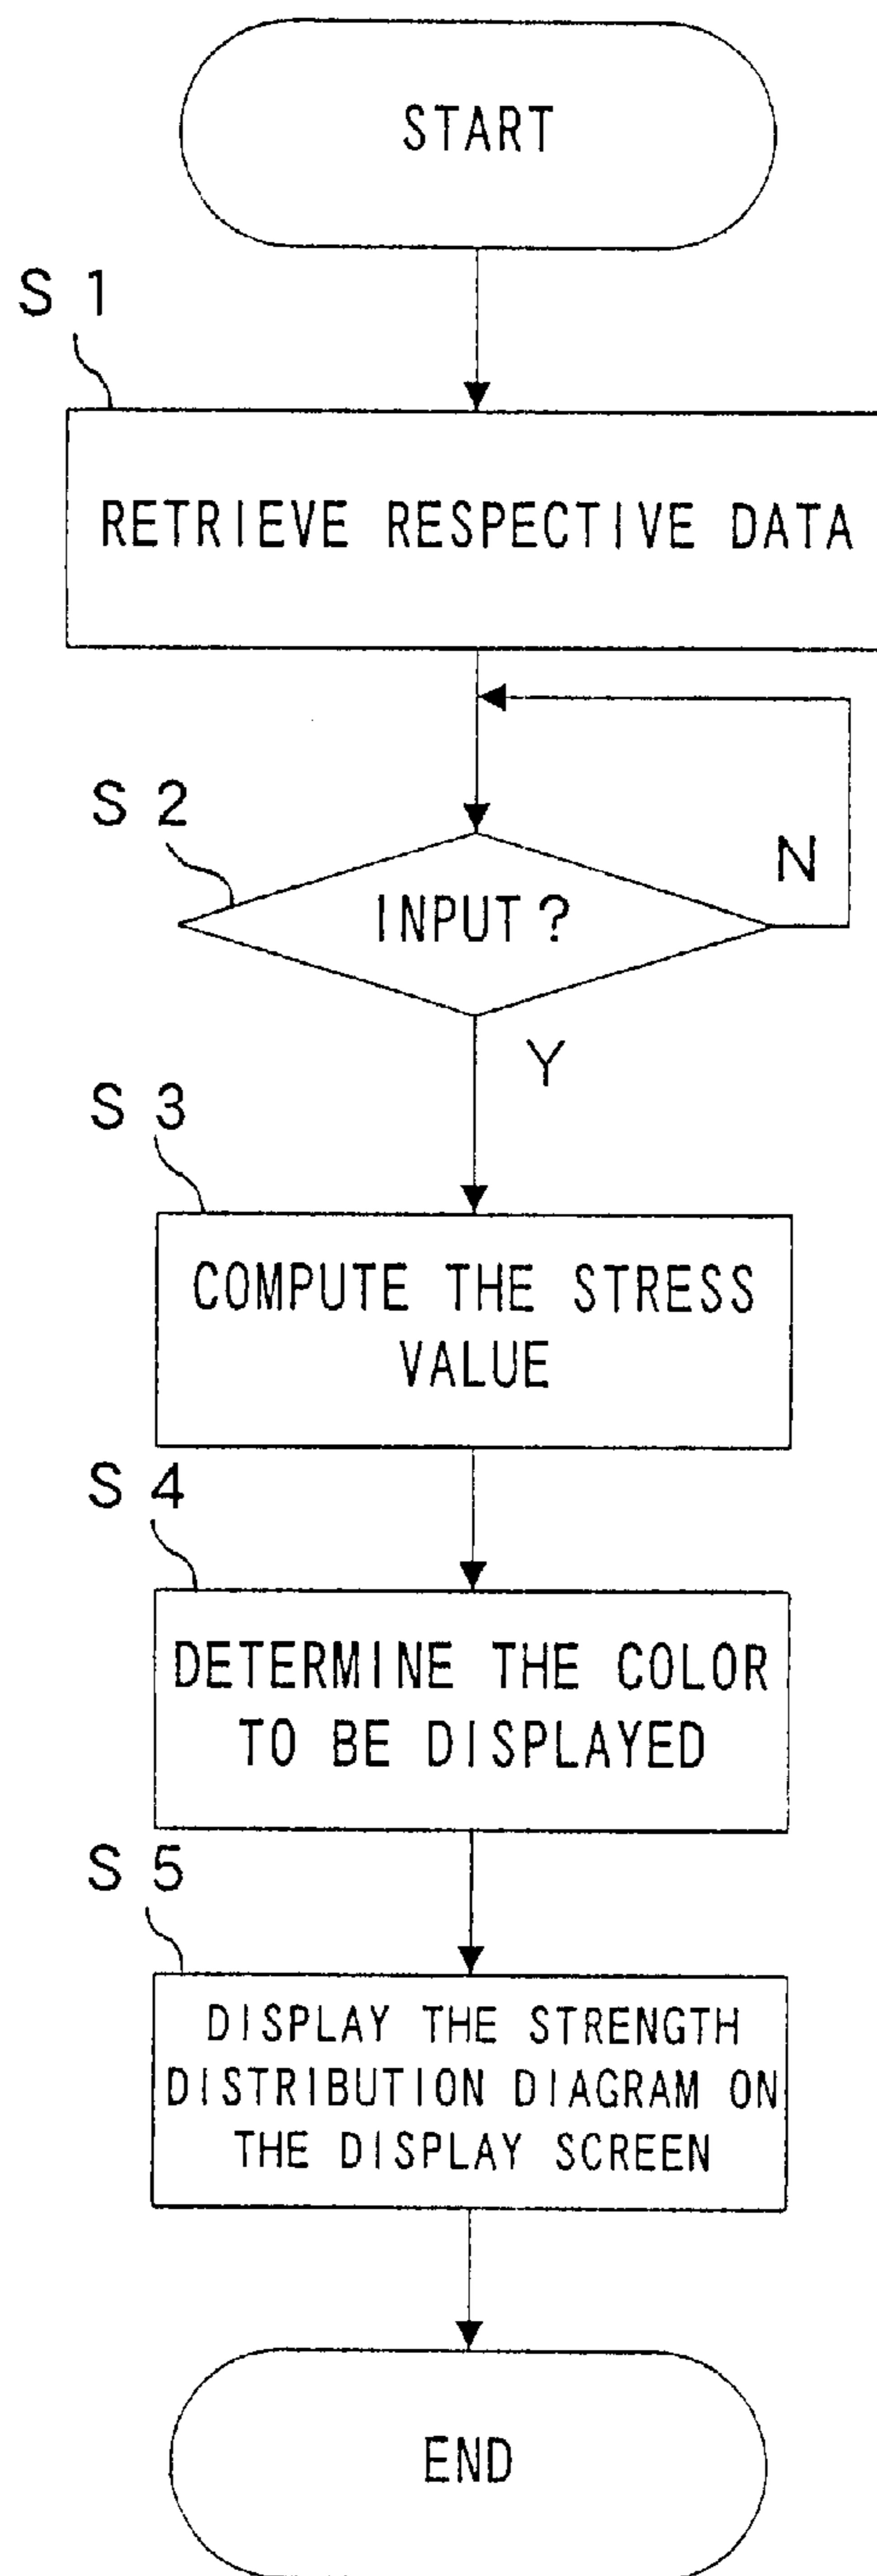 START
S 1
RETRIEVE RESPECTIVE DATA
S 2
INPUT?
N
Y
S 3
COMPUTE THE STRESS
VALUE
S 4
DETERMINE THE COLOR
TO BE DISPLAYED
S 5
DISPLAY THE STRENGTH
DISTRIBUTION DIAGRAM ON
THE DISPLAY SCREEN
END